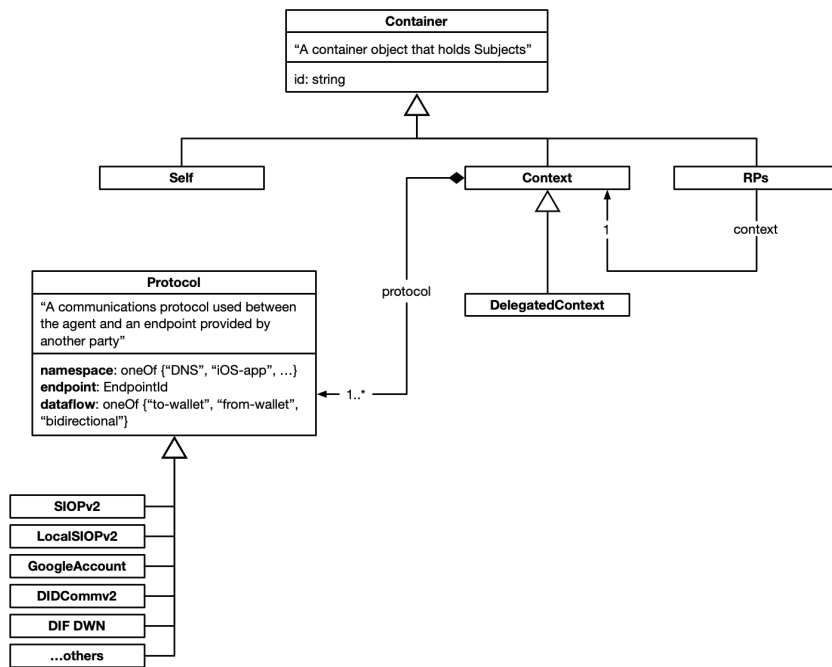 Container
“A container object that holds Subjects”
id: string
Self
Context
RPs
1
context
Protocol
“A communications protocol used between
the agent and an endpoint provided by
another party”
namespace: oneOf {“DNS”, “iOS-app”, …}
endpoint: EndpointId
dataflow: oneOf {“to-wallet”, “from-wallet”,
“bidirectional”}
protocol
DelegatedContext
1..*
SIOPv2
LocalSIOPv2
GoogleAccount
DIDCommv2
DIF DWN
...others